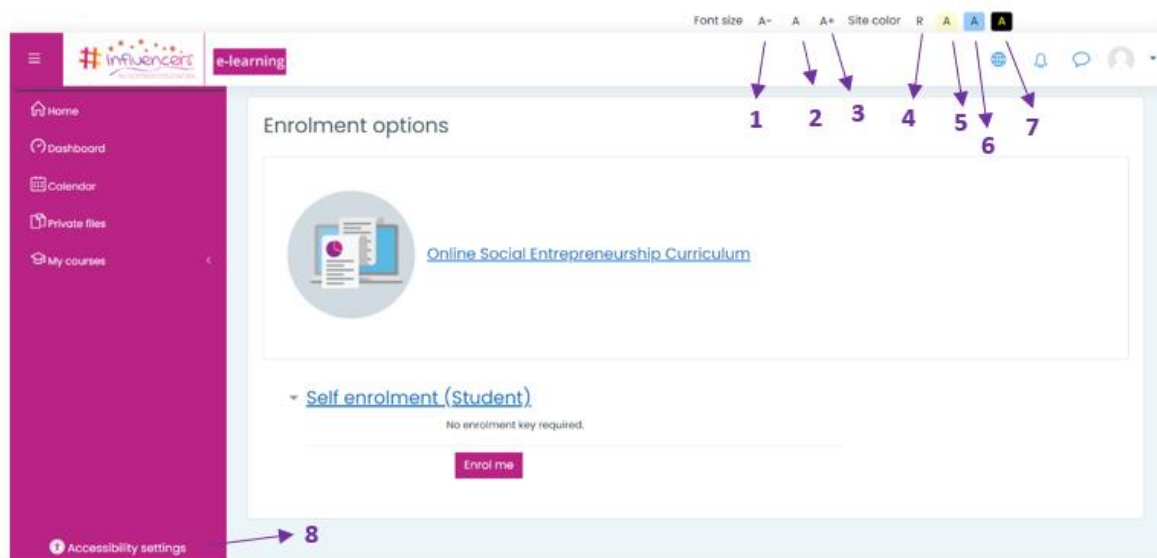 Font size A- A A+ Site color R A A A
#influencers e-learning
1 2 3 4 5 6 7
Home
Enrolment options
Dashboard
Calendar
Private files
My courses
Online Social Entrepreneurship Curriculum
Self enrolment (Student)
No enrolment key required.
Enrol me
Accessibility settings 8